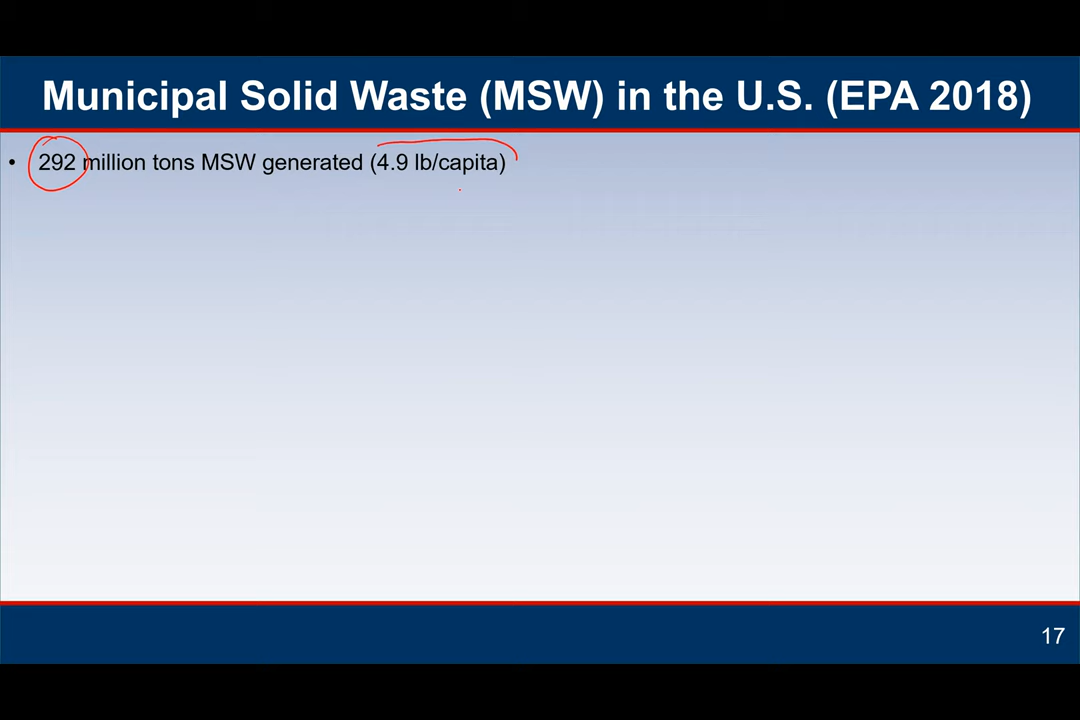 Municipal Solid Waste (MSW) in the U.S. (EPA 2018)
• 292 million tons MSW generated (4.9 lb/capita)
17